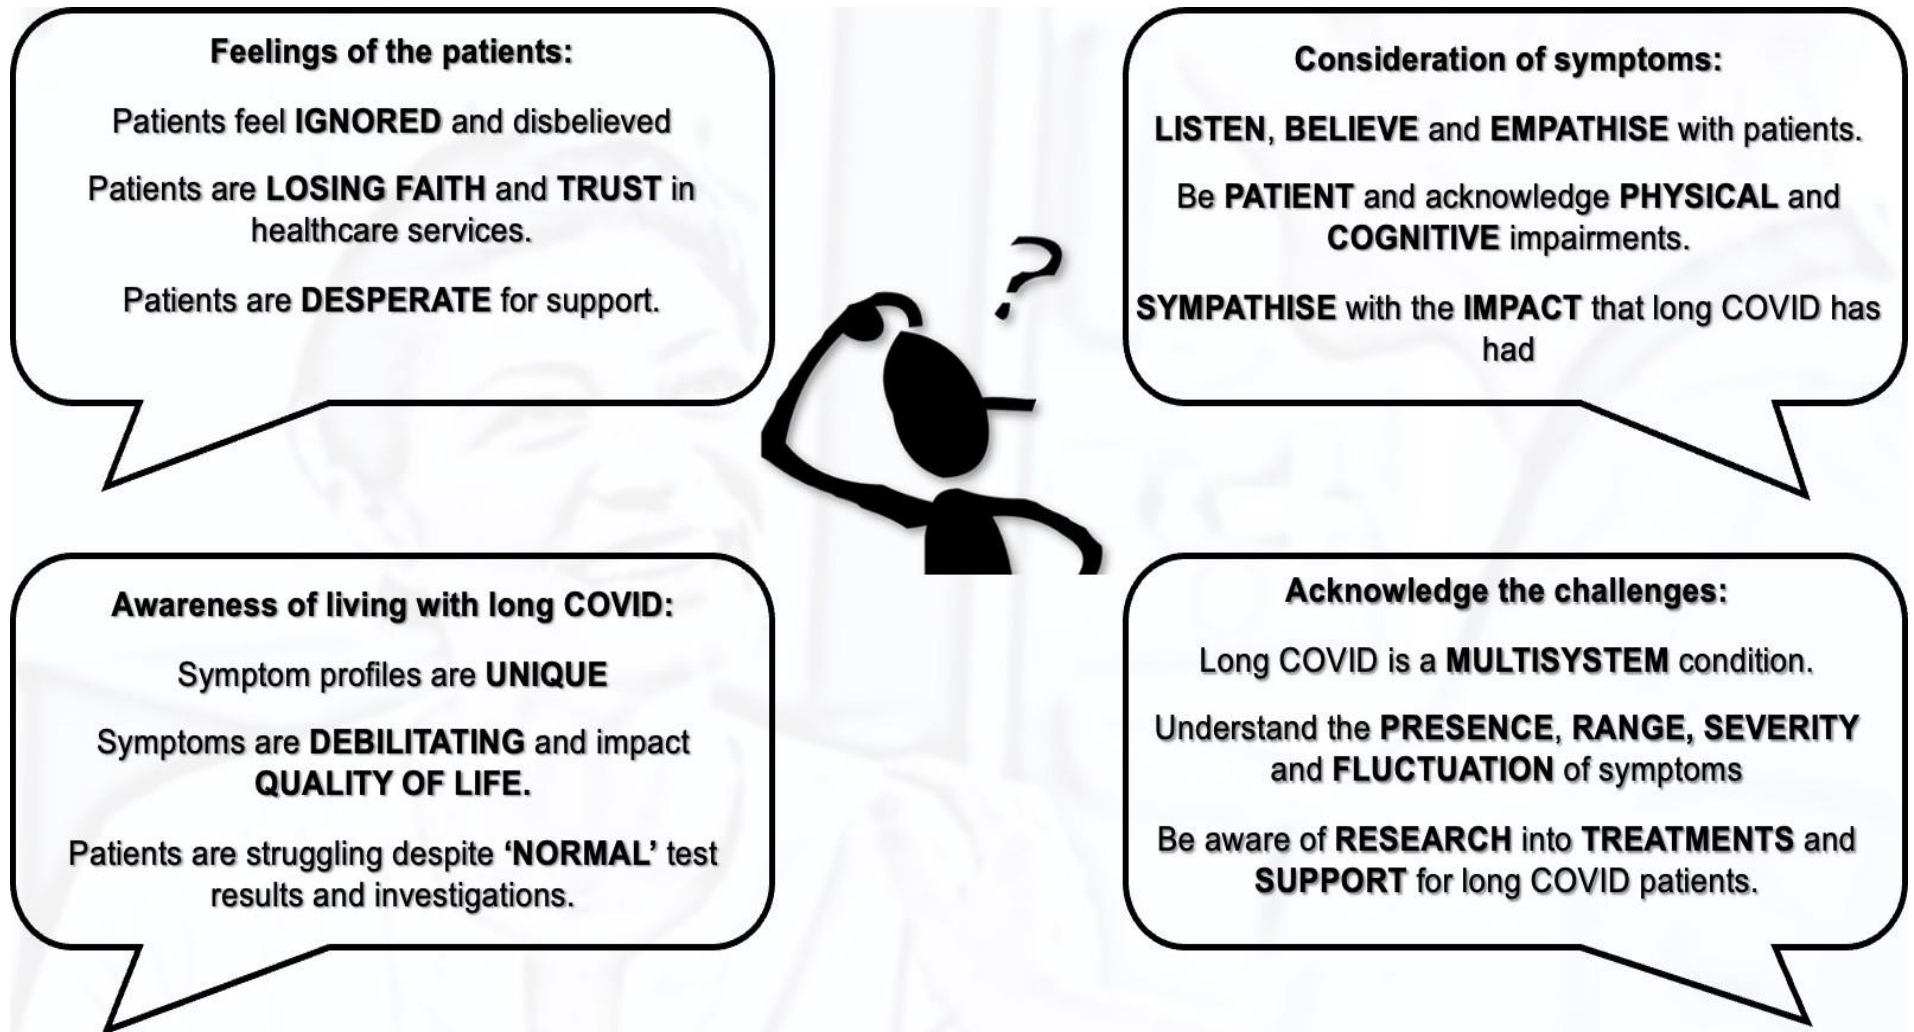 Feelings of the patients:
Patients feel IGNORED and disbelieved
Patients are LOSING FAITH and TRUST in
healthcare services.
Patients are DESPERATE for support.
Consideration of symptoms:
LISTEN, BELIEVE and EMPATHISE with patients.
Be PATIENT and acknowledge PHYSICAL and
COGNITIVE impairments.
SYMPATHISE with the IMPACT that long COVID has
had
?
Awareness of living with long COVID:
Symptom profiles are UNIQUE
Symptoms are DEBILITATING and impact
QUALITY OF LIFE.
Patients are struggling despite ‘NORMAL’ test
results and investigations.
Acknowledge the challenges:
Long COVID is a MULTISYSTEM condition.
Understand the PRESENCE, RANGE, SEVERITY
and FLUCTUATION of symptoms
Be aware of RESEARCH into TREATMENTS and
SUPPORT for long COVID patients.